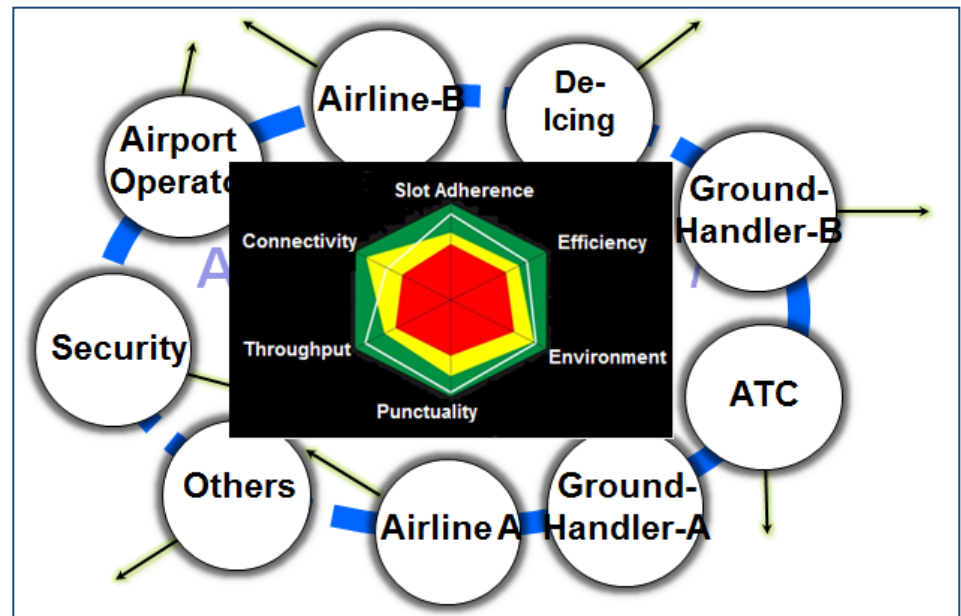 Airline-B
De-
Icing
Airport
Operato
Ground-
Handler-B
Slot Adherence
Connectivity
Efficiency
A
Security
Throughput
Environment
ATC
Punctuality
Others
Ground-
Handler-A
Airline A